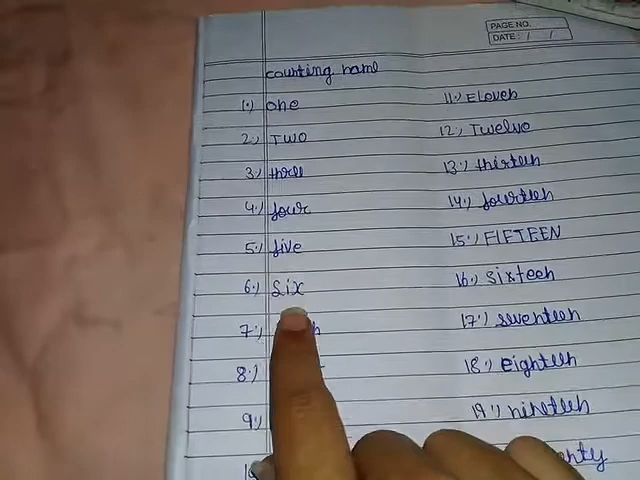 PAGE NO.
DATE: / /
counting name
1.) one
2.) TWO
3.) three
4.) four
5.) five
6.) Six
7.)
8.)
9.)
11.) Eleven
12.) Twelve
13.) thirteen
14.) fourteen
15.) FIFTEEN
16.) sixteen
17.) seventeen
18.) eighteen
19.) nineteen